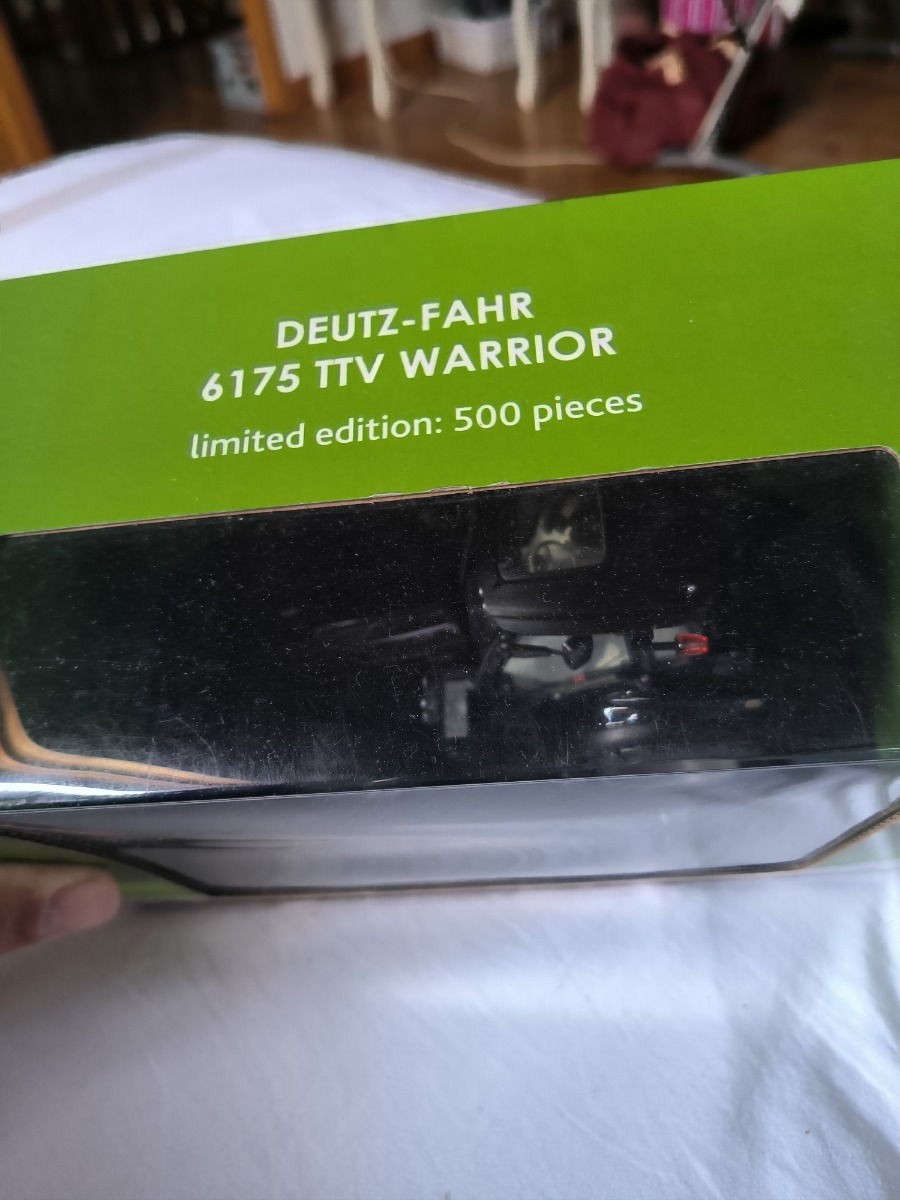 DEUTZ-FAHR
6175 TTV WARRIOR
limited edition: 500 pieces